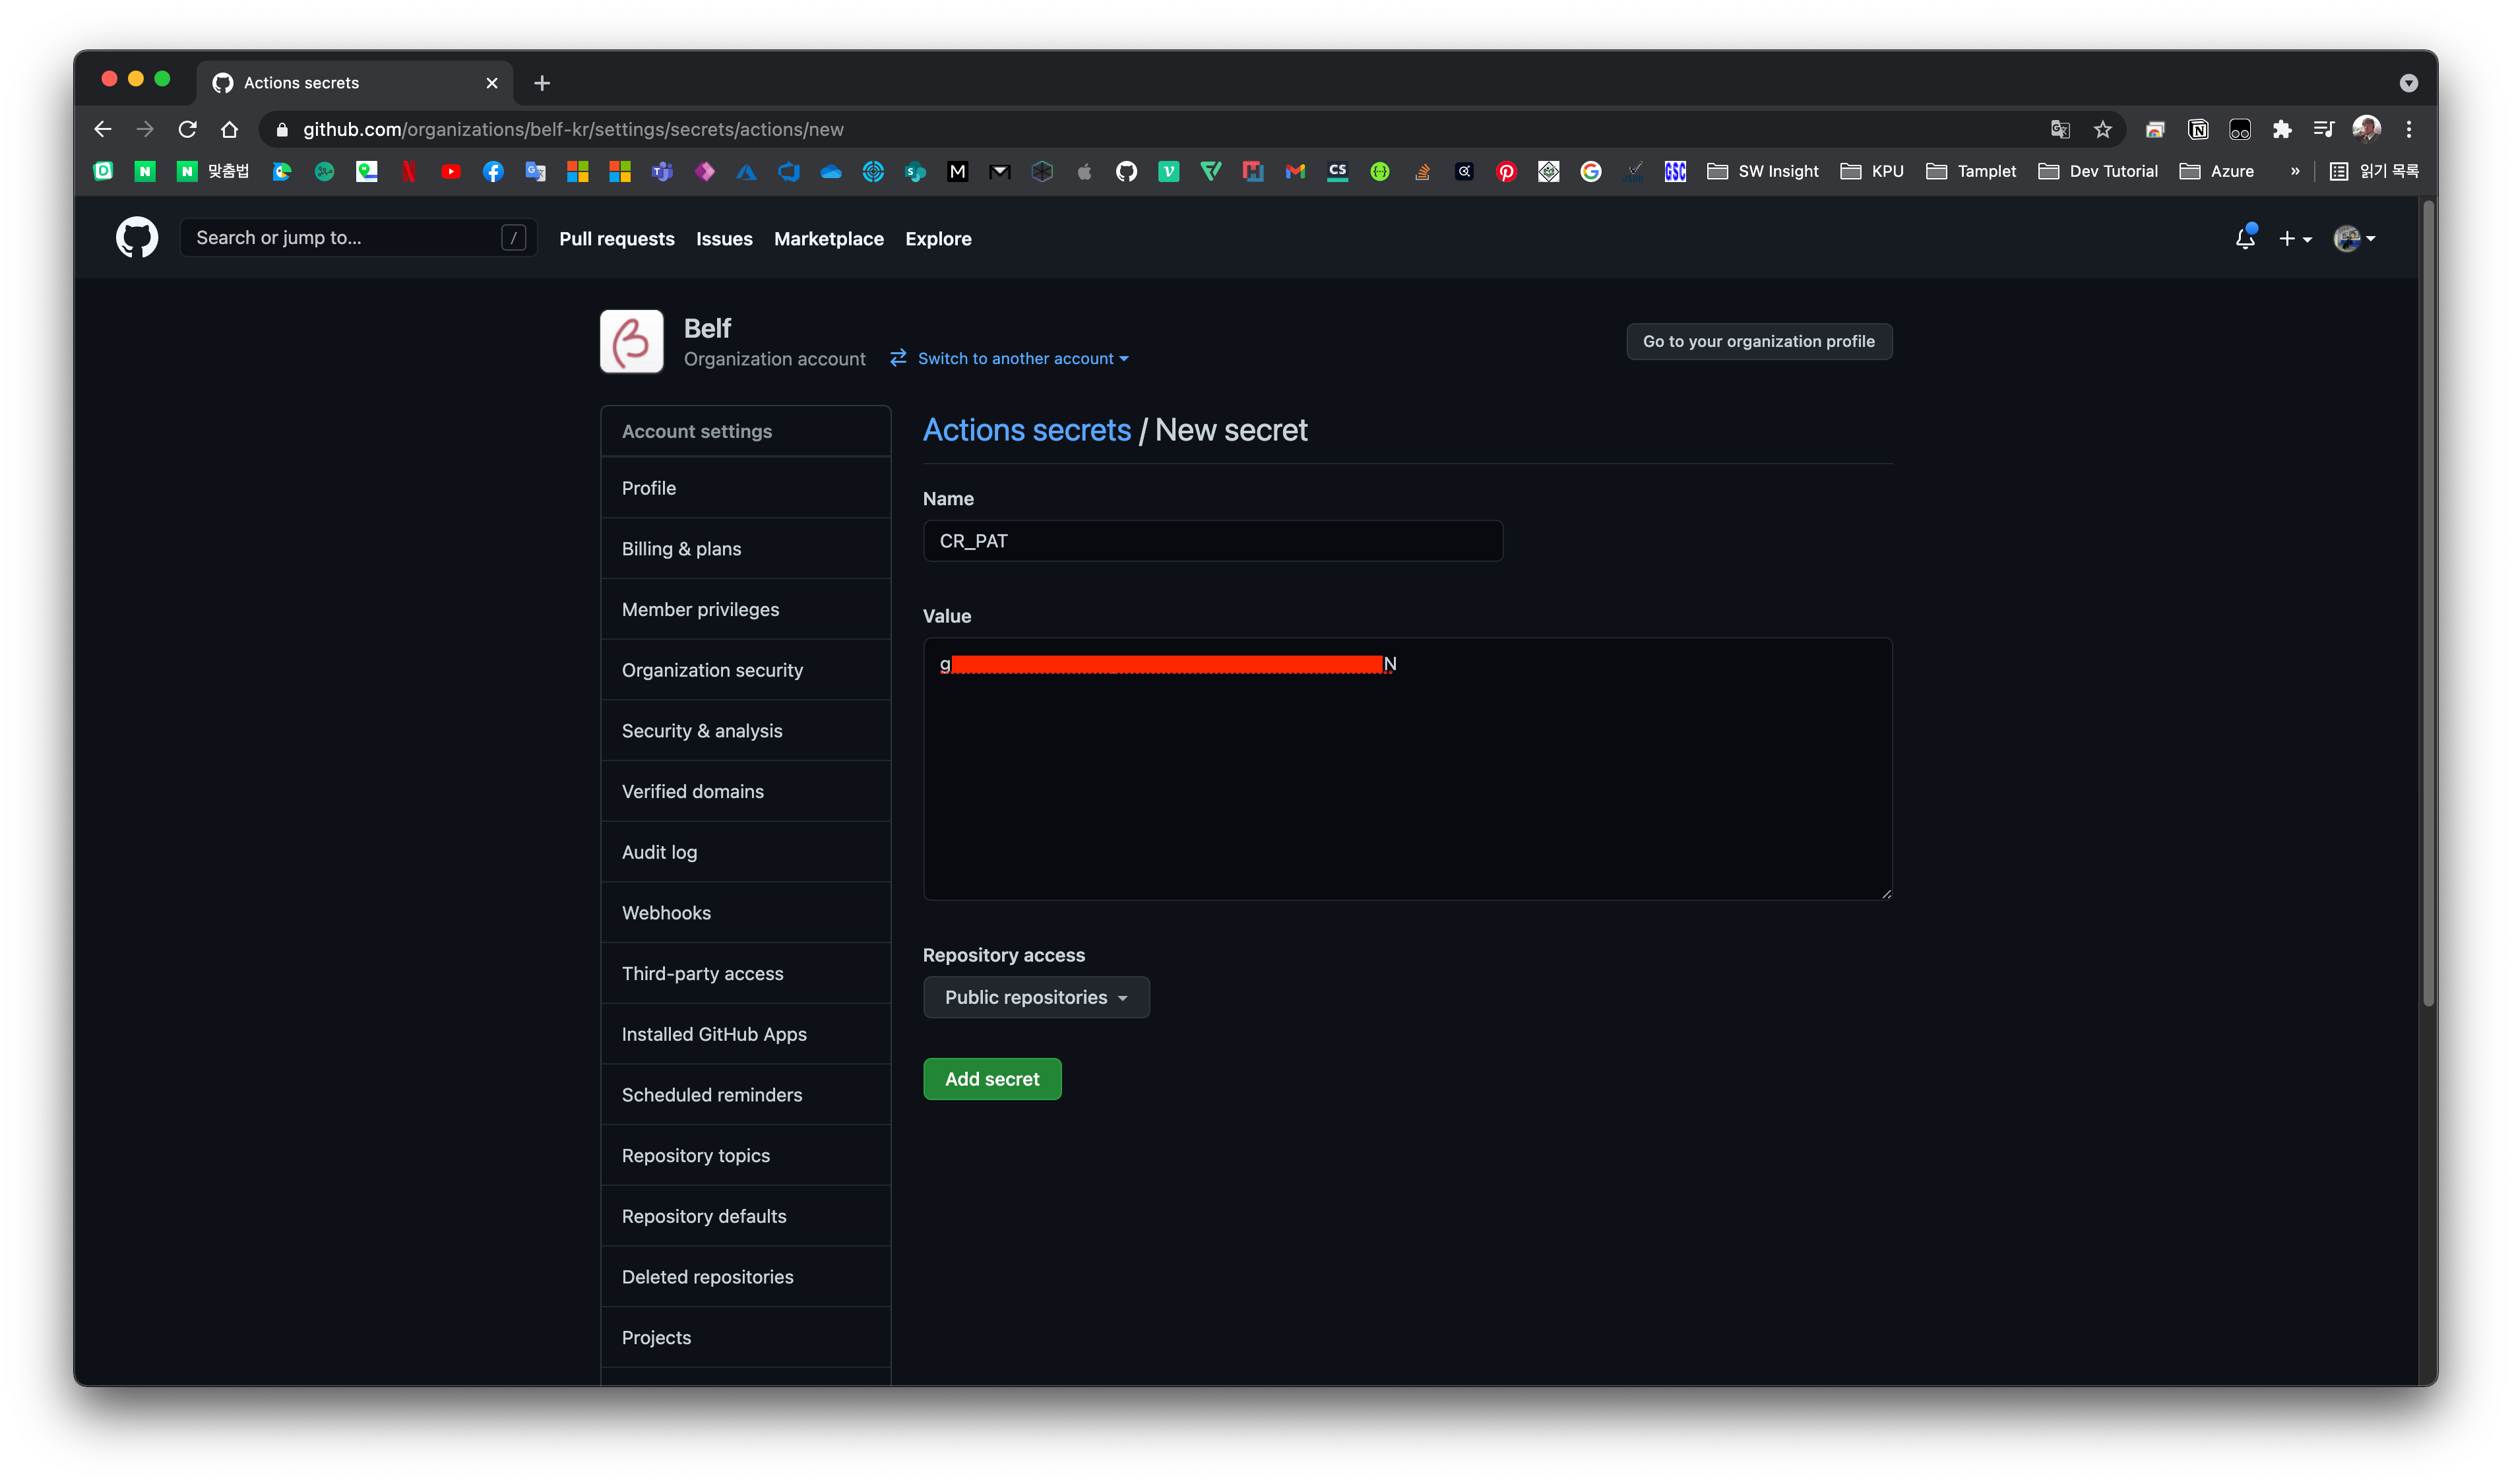 Actions secrets
github.com/organizations/belf-kr/settings/secrets/actions/new
맞춤법
SW Insight
KPU
Tamplet
Dev Tutorial
Azure
»
읽기 목록
Search or jump to...
/
Pull requests
Issues
Marketplace
Explore
Belf
Organization account
Switch to another account
Go to your organization profile
Account settings
Profile
Billing & plans
Member privileges
Organization security
Security & analysis
Verified domains
Audit log
Webhooks
Third-party access
Installed GitHub Apps
Scheduled reminders
Repository topics
Repository defaults
Deleted repositories
Projects
Actions secrets / New secret
Name
CR_PAT
Value
g
N
Repository access
Public repositories
Add secret